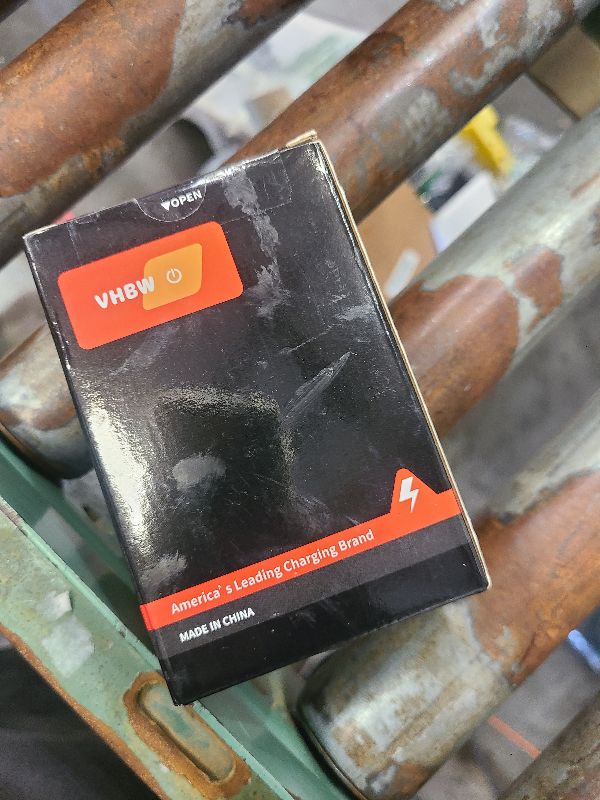 ▼OPEN
VHBW
America's Leading Charging Brand
MADE IN CHINA